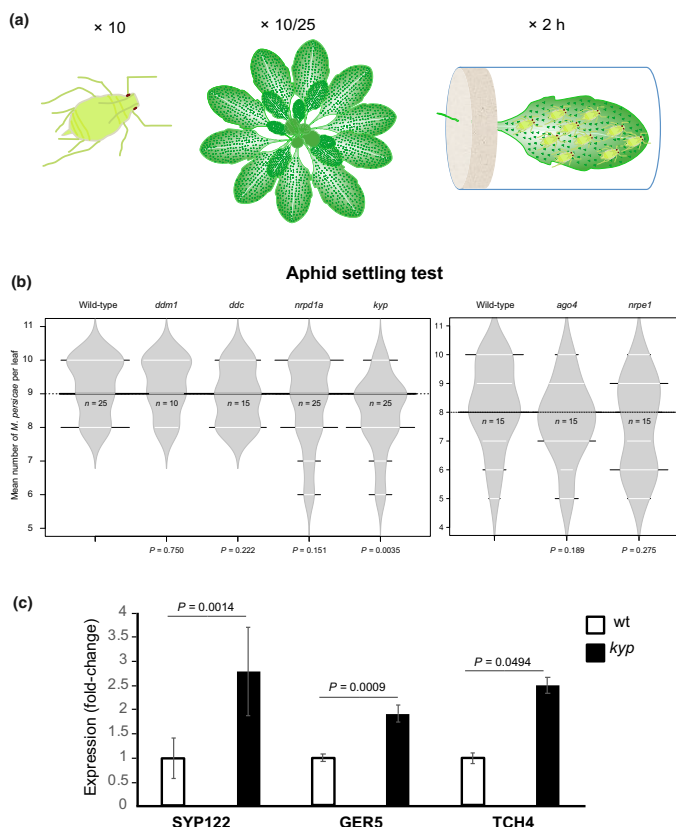 (a)
× 10
× 10/25
× 2 h
(b)
Aphid settling test
Wild-type ddm1 ddc nrpd1a kyp
Mean number of M. persicae per leaf
11
10
9
8
7
6
5
n = 25 n = 10 n = 15 n = 25 n = 25
P = 0.750 P = 0.222 P = 0.151 P = 0.0035
Wild-type ago4 nrpe1
11
10
9
8
7
6
5
4
n = 15 n = 15 n = 15
P = 0.189 P = 0.275
(c)
Expression (fold-change)
4
3.5
3
2.5
2
1.5
1
0.5
0
P = 0.0014
P = 0.0009
P = 0.0494
wt
kyp
SYP122 GER5 TCH4